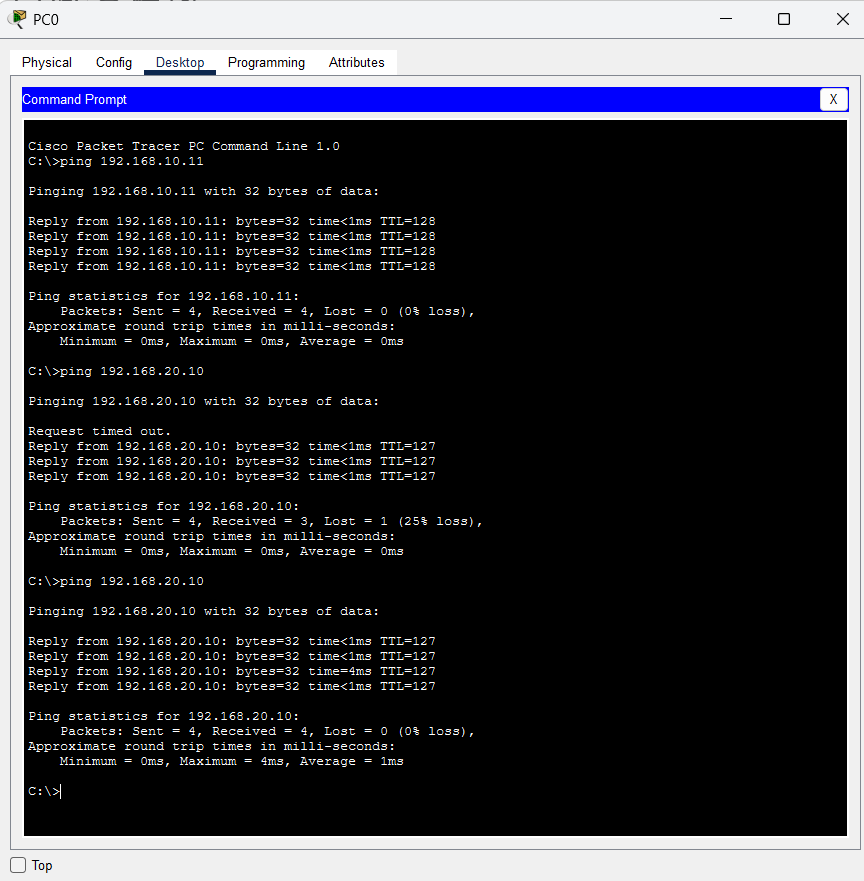 PC0
Physical Config Desktop Programming Attributes
Command Prompt X
Cisco Packet Tracer PC Command Line 1.0
C:\>ping 192.168.10.11
Pinging 192.168.10.11 with 32 bytes of data:
Reply from 192.168.10.11: bytes=32 time<1ms TTL=128
Reply from 192.168.10.11: bytes=32 time<1ms TTL=128
Reply from 192.168.10.11: bytes=32 time<1ms TTL=128
Reply from 192.168.10.11: bytes=32 time<1ms TTL=128
Ping statistics for 192.168.10.11:
Packets: Sent = 4, Received = 4, Lost = 0 (0% loss),
Approximate round trip times in milli-seconds:
Minimum = 0ms, Maximum = 0ms, Average = 0ms
C:\>ping 192.168.20.10
Pinging 192.168.20.10 with 32 bytes of data:
Request timed out.
Reply from 192.168.20.10: bytes=32 time<1ms TTL=127
Reply from 192.168.20.10: bytes=32 time<1ms TTL=127
Reply from 192.168.20.10: bytes=32 time<1ms TTL=127
Ping statistics for 192.168.20.10:
Packets: Sent = 4, Received = 3, Lost = 1 (25% loss),
Approximate round trip times in milli-seconds:
Minimum = 0ms, Maximum = 0ms, Average = 0ms
C:\>ping 192.168.20.10
Pinging 192.168.20.10 with 32 bytes of data:
Reply from 192.168.20.10: bytes=32 time<1ms TTL=127
Reply from 192.168.20.10: bytes=32 time<1ms TTL=127
Reply from 192.168.20.10: bytes=32 time=4ms TTL=127
Reply from 192.168.20.10: bytes=32 time<1ms TTL=127
Ping statistics for 192.168.20.10:
Packets: Sent = 4, Received = 4, Lost = 0 (0% loss),
Approximate round trip times in milli-seconds:
Minimum = 0ms, Maximum = 4ms, Average = 1ms
C:\>
Top